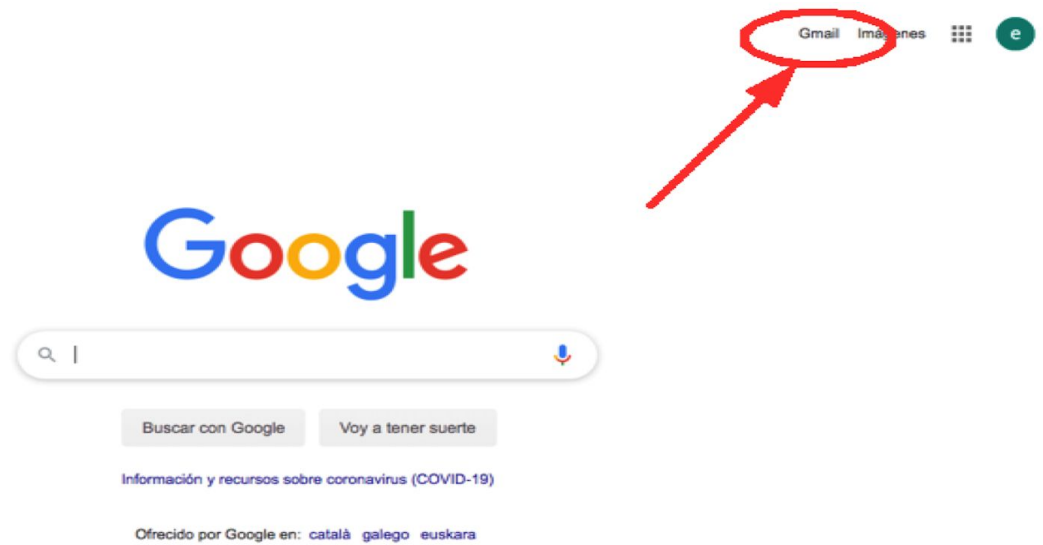 Gmail Imágenes e
Google
Buscar con Google Voy a tener suerte
Información y recursos sobre coronavirus (COVID-19)
Ofrecido por Google en: català galego euskara